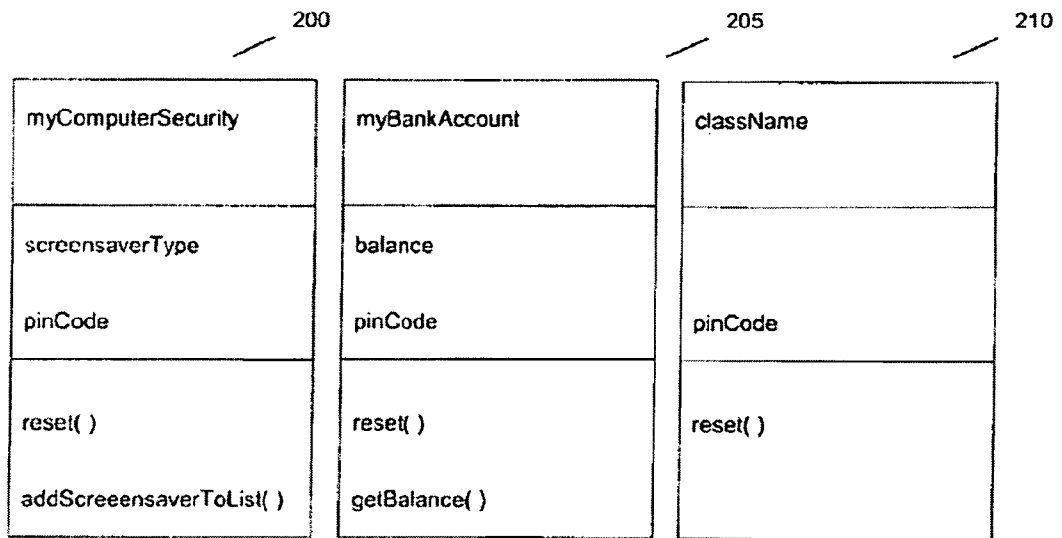 200 205 210
myComputerSecurity myBankAccount className
screensaverType balance
pinCode pinCode pinCode
reset( ) reset( ) reset( )
addScreeensaverToList( ) getBalance( )